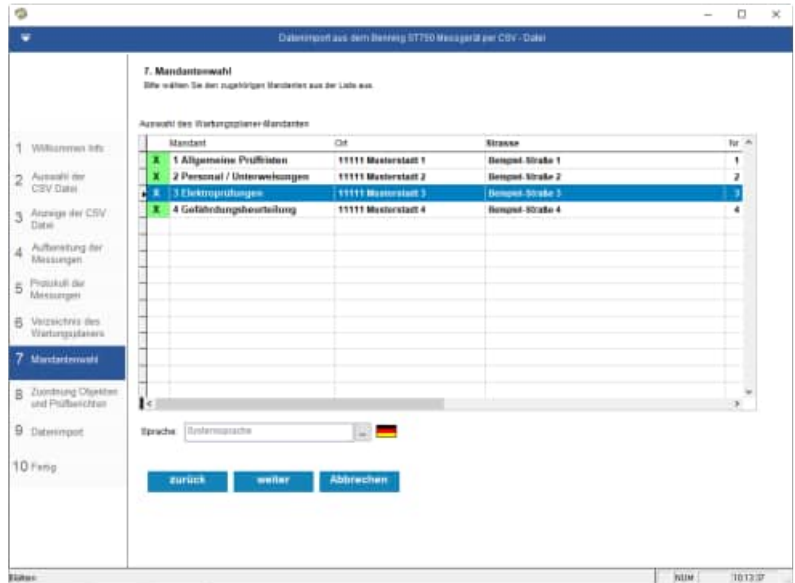 Datenimport aus dem Benning ST750 Messgerät per CSV - Datei
7. Mandantenwahl
Bitte wählen Sie den zugehörigen Mandanten aus der Liste aus.
Auswahl des Wartungsplaner-Mandanten
Mandant Ort Strasse Nr
X 1 Allgemeine Prüffristen 11111 Musterstadt 1 Beispiel-Straße 1 1
X 2 Personal / Unterweisungen 11111 Musterstadt 2 Beispiel-Straße 2 2
X 3 Elektroprüfungen 11111 Musterstadt 3 Beispiel-Straße 3 3
X 4 Gefährdungsbeurteilung 11111 Musterstadt 4 Beispiel-Straße 4 4
1 Willkommen Info
2 Auswahl der
CSV Datei
3 Anzeige der CSV
Datei
4 Aufbereitung der
Messungen
5 Protokoll der
Messungen
6 Verzeichnis des
Wartungsplaners
7 Mandantenwahl
8 Zuordnung Objekten
und Prüfberichten
9 Datenimport
10 Fertig
Sprache: Systemsprache ...
zurück weiter Abbrechen
NUM 10:13:37